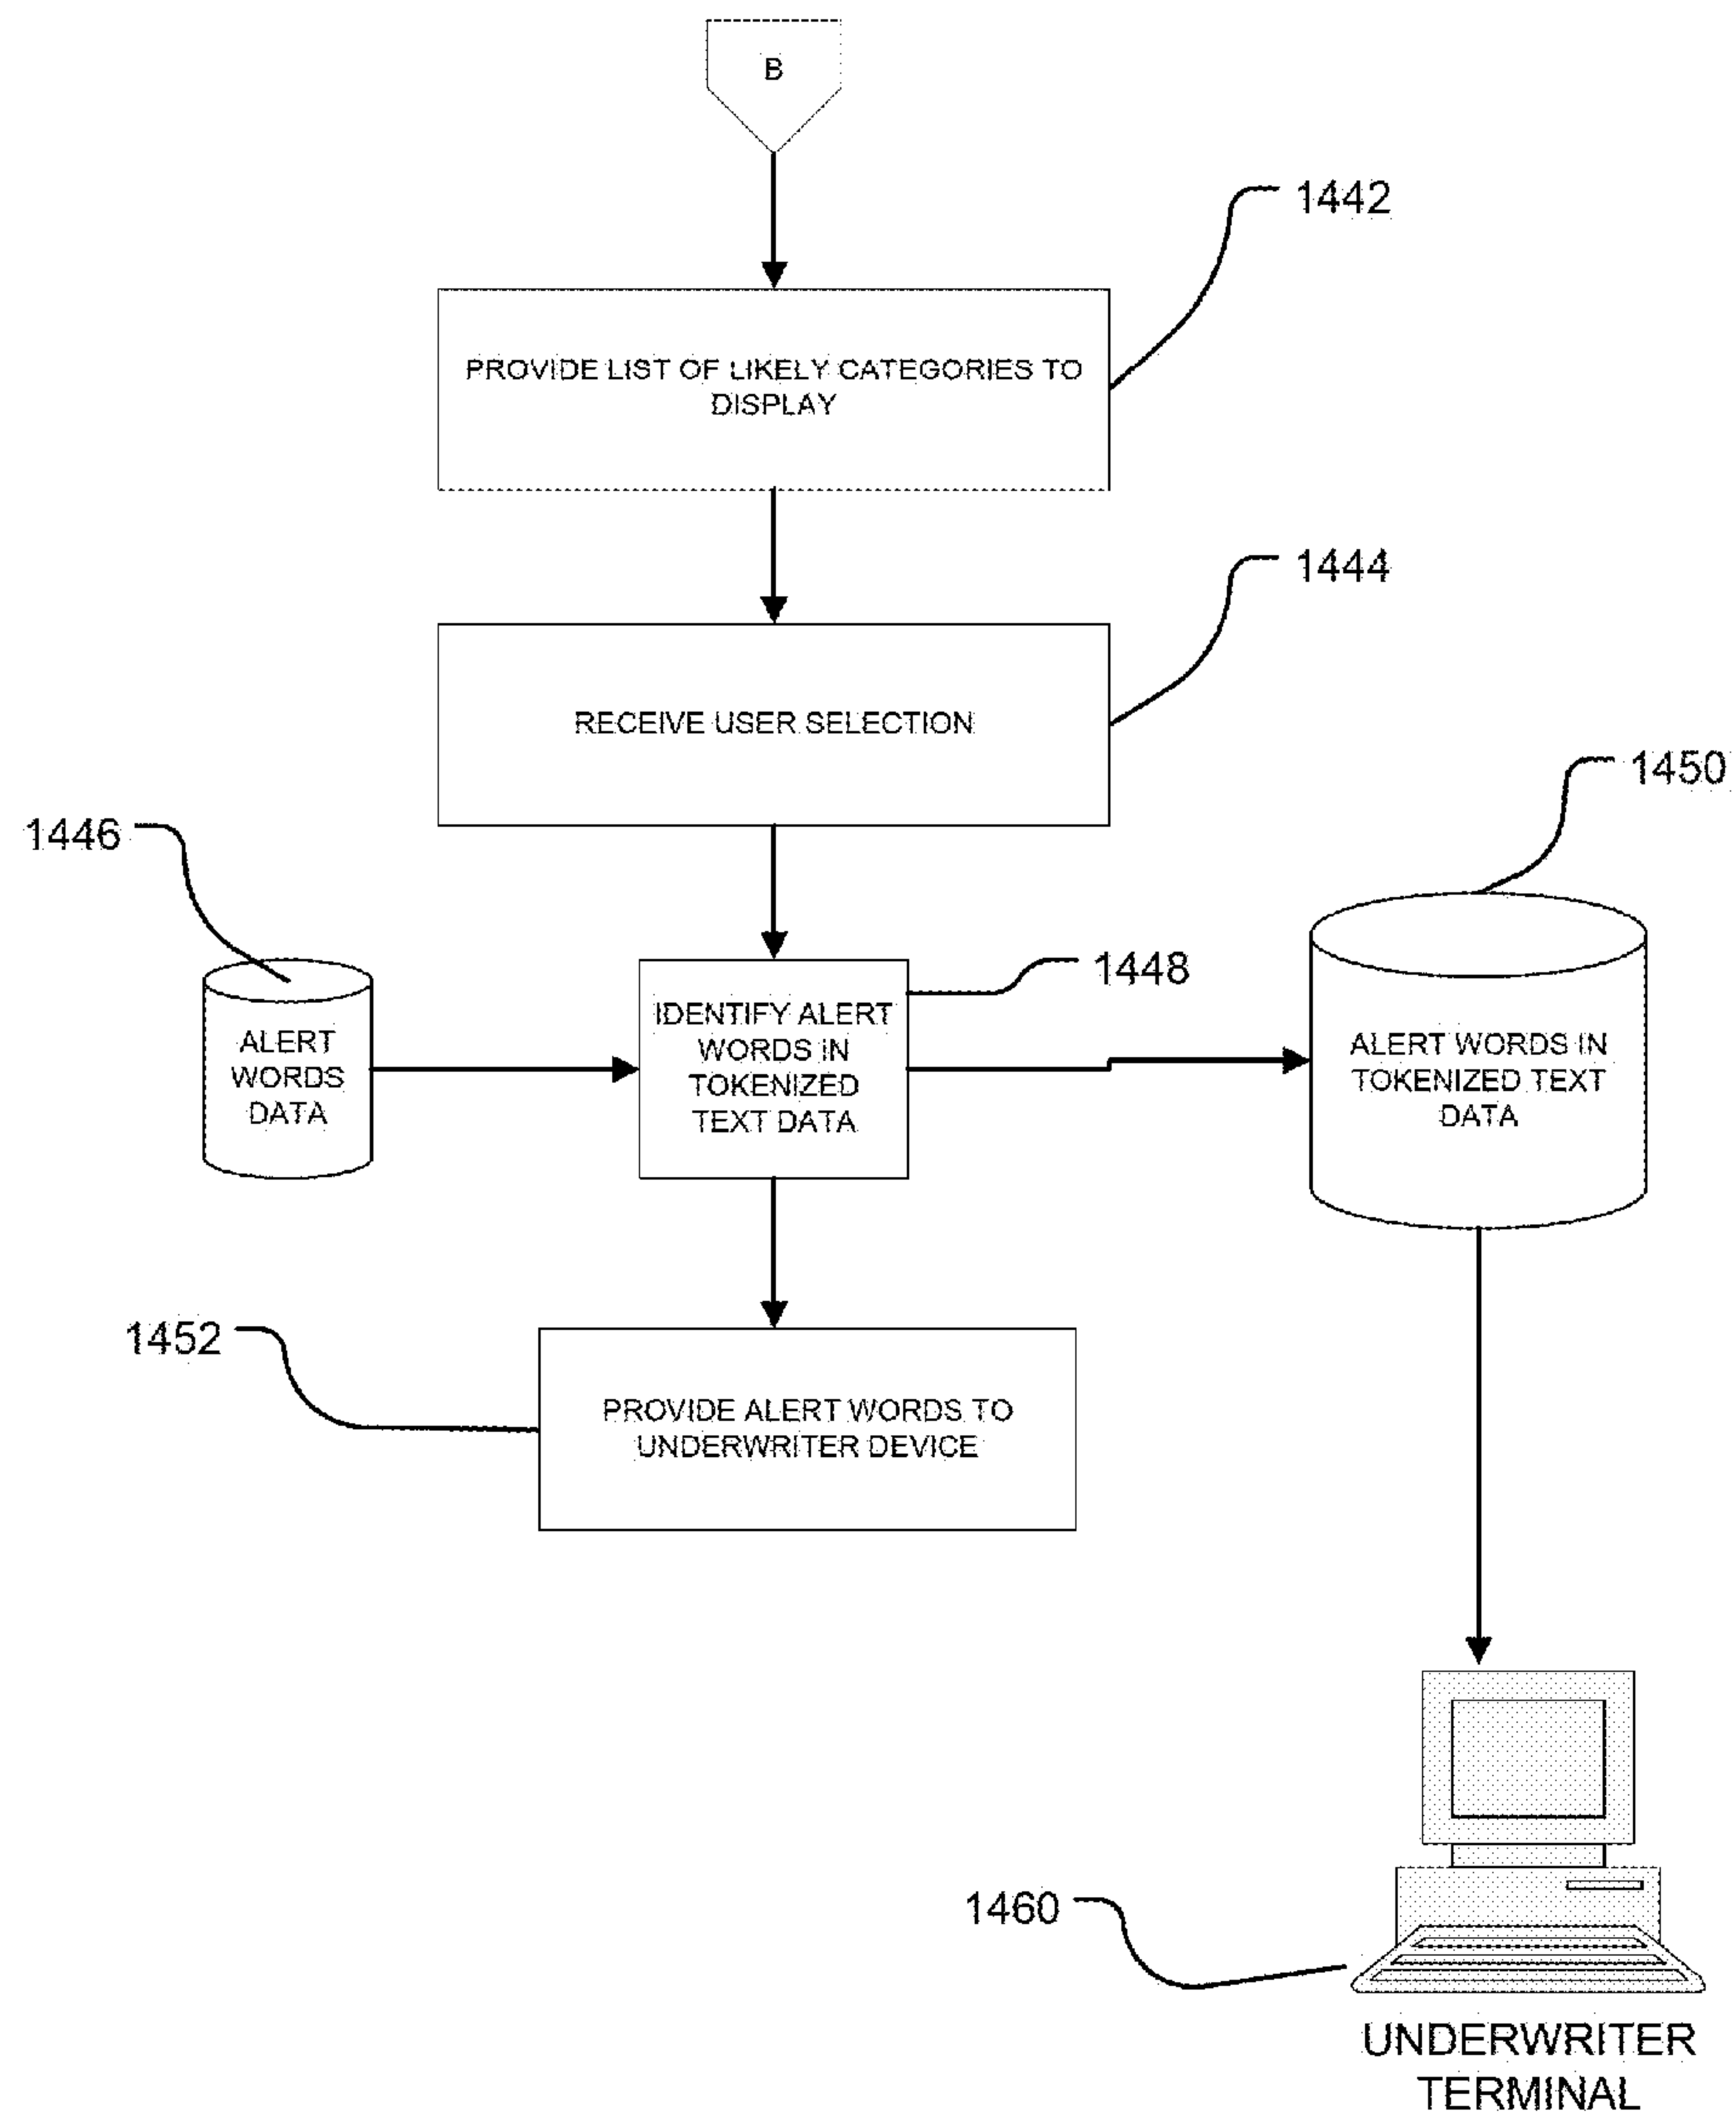 B
1442
PROVIDE LIST OF LIKELY CATEGORIES TO
DISPLAY
1444
RECEIVE USER SELECTION
1450
1446
1448
ALERT
WORDS
DATA
IDENTIFY ALERT
WORDS IN
TOKENIZED
TEXT DATA
ALERT WORDS IN
TOKENIZED TEXT
DATA
1452
PROVIDE ALERT WORDS TO
UNDERWRITER DEVICE
1460
UNDERWRITER
TERMINAL